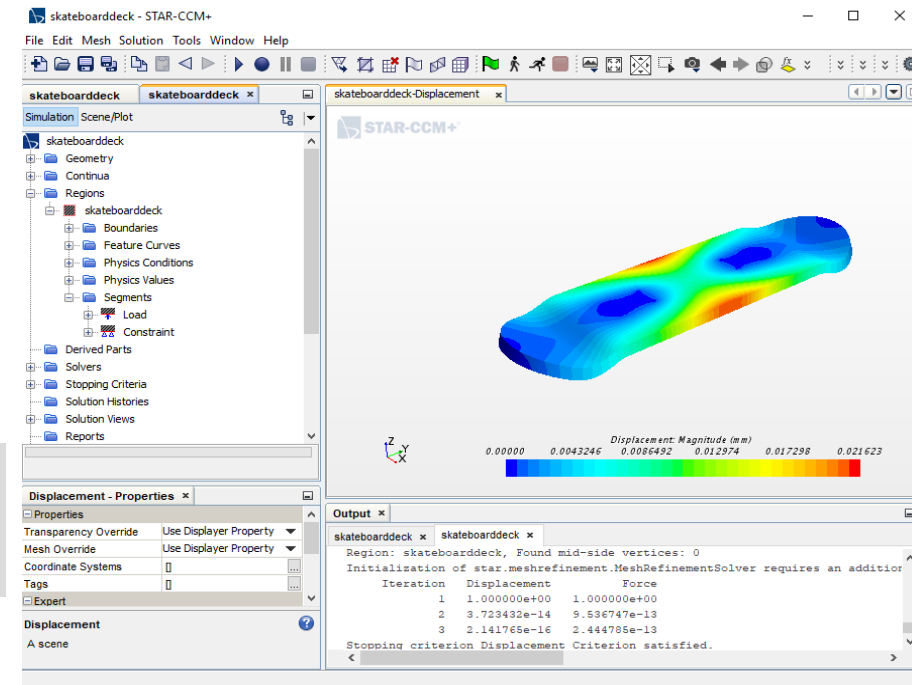 skateboarddeck - STAR-CCM+
File Edit Mesh Solution Tools Window Help
skateboarddeck skateboarddeck ×
Simulation Scene/Plot
skateboarddeck
Geometry
Continua
Regions
skateboarddeck
Boundaries
Feature Curves
Physics Conditions
Physics Values
Segments
Load
Constraint
Derived Parts
Solvers
Stopping Criteria
Solution Histories
Solution Views
Reports
Displacement - Properties ×
Properties
Transparency Override Use Displayer Property
Mesh Override Use Displayer Property
Coordinate Systems []
Tags []
Expert
Displacement
A scene
skateboarddeck-Displacement ×
STAR-CCM+
Z
Y
X
Displacement: Magnitude (mm)
0.00000 0.0043246 0.0086492 0.012974 0.017298 0.021623
Output ×
skateboarddeck × skateboarddeck ×
Region: skateboarddeck, Found mid-side vertices: 0
Initialization of star.meshrefinement.MeshRefinementSolver requires an addition
Iteration Displacement Force
1 1.000000e+00 1.000000e+00
2 3.723432e-14 9.536747e-13
3 2.141765e-16 2.444785e-13
Stopping criterion Displacement Criterion satisfied.